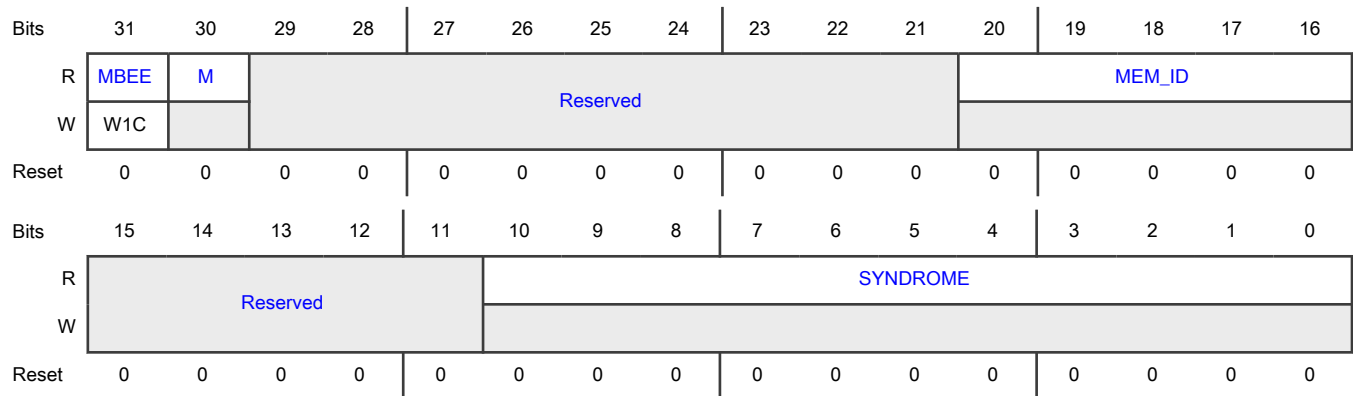 Bits 31 30 29 28 27 26 25 24 23 22 21 20 19 18 17 16
R MBEE M Reserved MEM_ID
W W1C
Reset 0 0 0 0 0 0 0 0 0 0 0 0 0 0 0 0
Bits 15 14 13 12 11 10 9 8 7 6 5 4 3 2 1 0
R Reserved SYNDROME
W
Reset 0 0 0 0 0 0 0 0 0 0 0 0 0 0 0 0